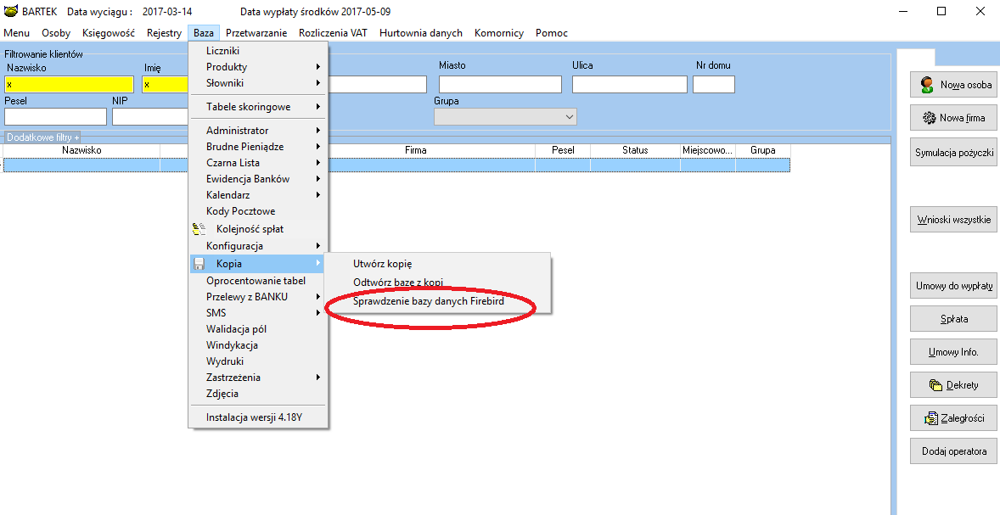 BARTEK Data wyciągu : 2017-03-14 Data wypłaty środków 2017-05-09
Menu Osoby Księgowość Rejestry Baza Przetwarzanie Rozliczenia VAT Hurtownia danych Komornicy Pomoc
Filtrowanie klientów
Nazwisko Imię Miasto Ulica Nr domu
x x
Pesel NIP Grupa
Dodatkowe filtry +
Nazwisko Firma Pesel Status Miejscowo... Grupa
Liczniki
Produkty
Słowniki
Tabele skoringowe
Administrator
Brudne Pieniądze
Czarna Lista
Ewidencja Banków
Kalendarz
Kody Pocztowe
Kolejność spłat
Konfiguracja
Kopia
Oprocentowanie tabel
Przelewy z BANKU
SMS
Walidacja pól
Windykacja
Wydruki
Zastrzeżenia
Zdjęcia
Instalacja wersji 4.18Y
Utwórz kopię
Odtwórz bazę z kopi
Sprawdzenie bazy danych Firebird
Nowa osoba
Nowa firma
Symulacja pożyczki
Wnioski wszystkie
Umowy do wypłaty
Spłata
Umowy Info.
Dekrety
Zaległości
Dodaj operatora